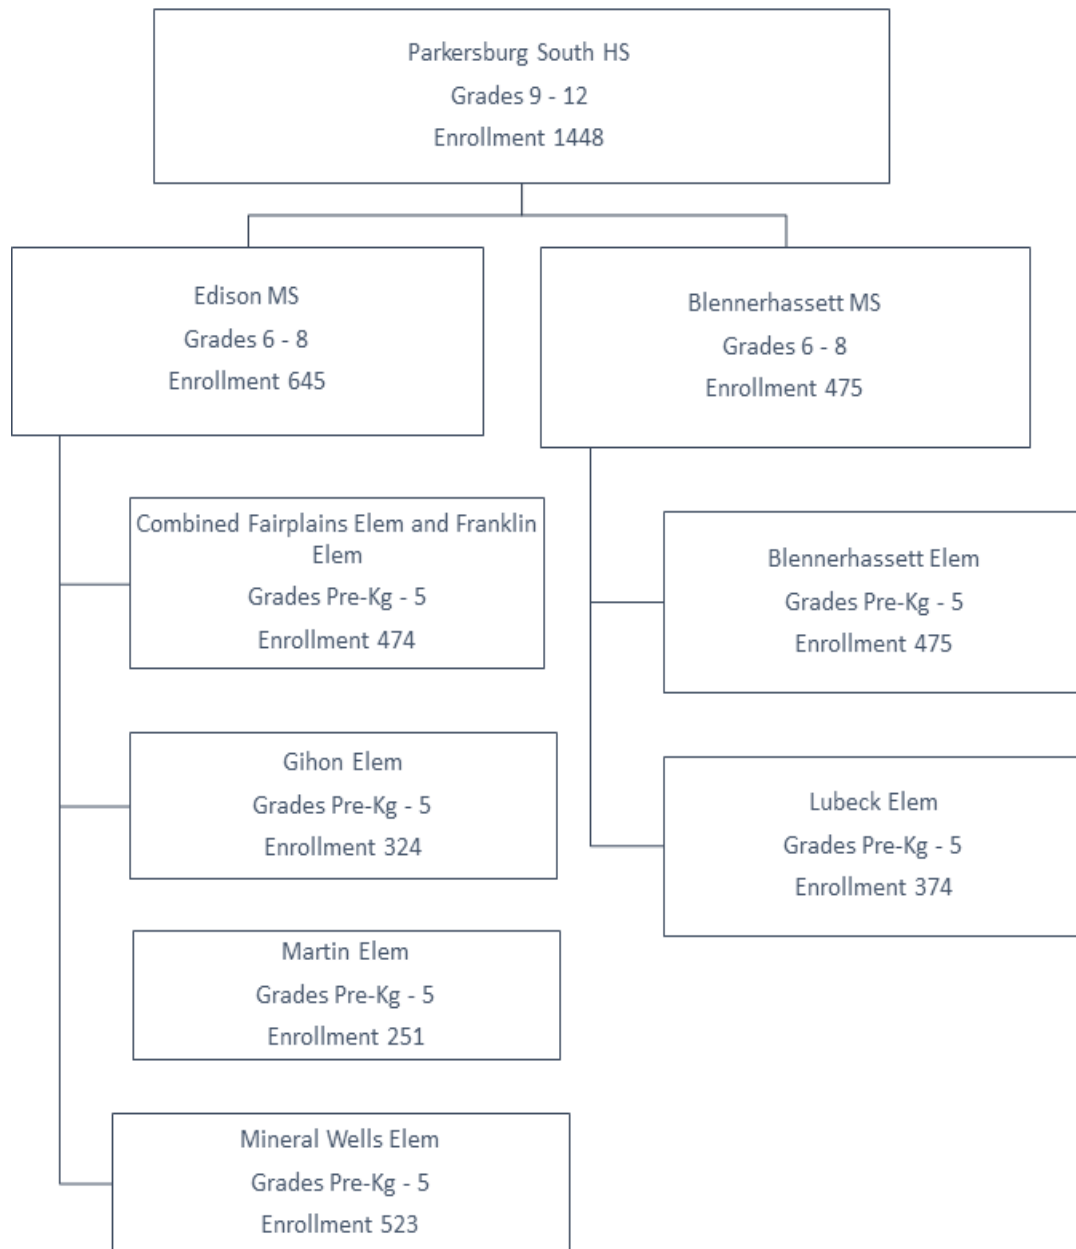 Parkersburg South HS
Grades 9 - 12
Enrollment 1448
Edison MS
Grades 6 - 8
Enrollment 645
Blennerhassett MS
Grades 6 - 8
Enrollment 475
Combined Fairplains Elem and Franklin
Elem
Grades Pre-Kg - 5
Enrollment 474
Gihon Elem
Grades Pre-Kg - 5
Enrollment 324
Martin Elem
Grades Pre-Kg - 5
Enrollment 251
Mineral Wells Elem
Grades Pre-Kg - 5
Enrollment 523
Blennerhassett Elem
Grades Pre-Kg - 5
Enrollment 475
Lubeck Elem
Grades Pre-Kg - 5
Enrollment 374